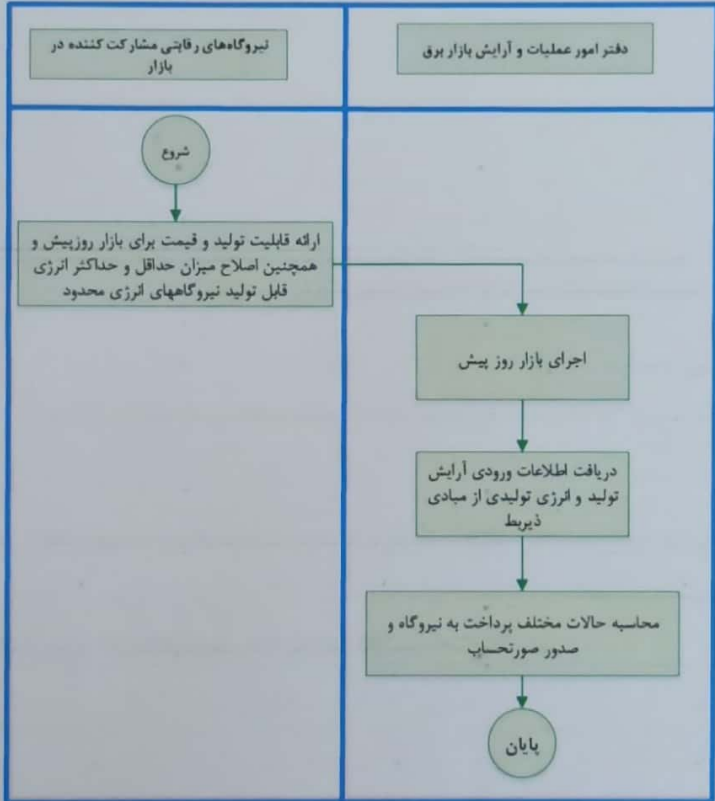 دفتر امور عملیات و آرایش بازار برق
نیروگاه‌های رقابتی مشارکت کننده در
بازار
شروع
ارائه قابلیت تولید و قیمت برای بازار روزپیش و
همچنین اصلاح میزان حداقل و حداکثر انرژی
قابل تولید نیروگاههای انرژی محدود
اجرای بازار روز پیش
دریافت اطلاعات ورودی آرایش
تولید و انرژی تولیدی از مبادی
ذیربط
محاسبه حالات مختلف پرداخت به نیروگاه و
صدور صورتحساب
پایان